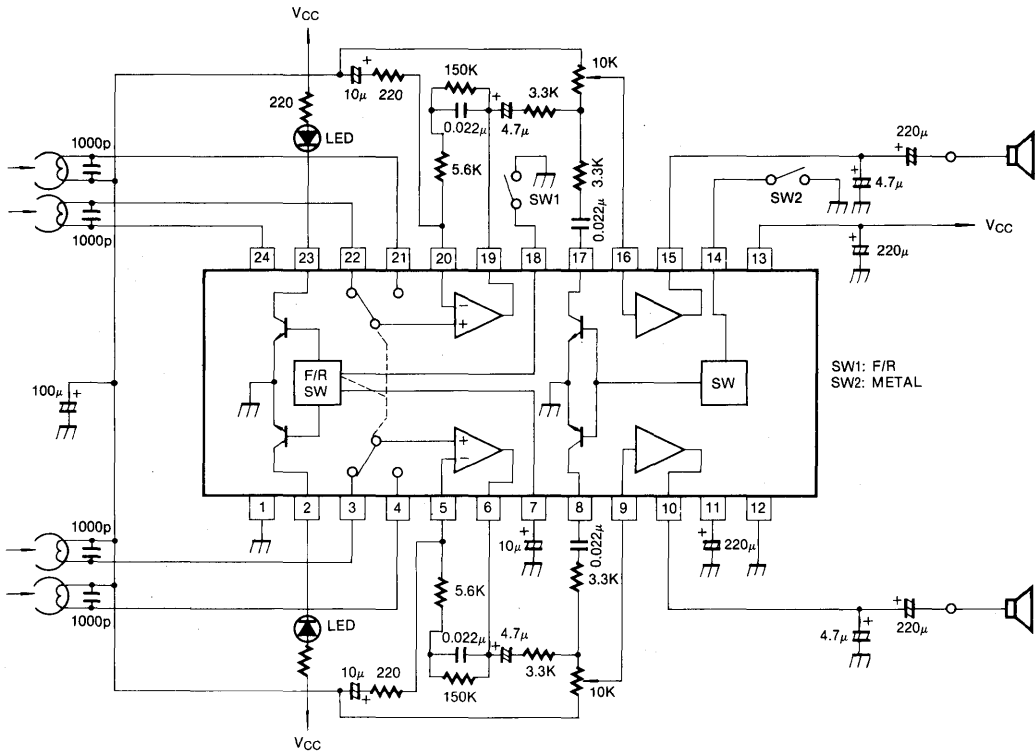 VCC
220
LED
10μ
+
220
150K
0.022μ
5.6K
+
4.7μ
3.3K
10K
3.3K
0.022μ
SW1
220μ
+
+
4.7μ
SW2
VCC
+
220μ
1000p
1000p
24
23
22
21
20
19
18
17
16
15
14
13
−
+
F/R
SW
SW
SW1: F/R
SW2: METAL
100μ
+
+
−
1
2
3
4
5
6
7
8
9
10
11
12
1000p
1000p
10μ
+
0.022μ
3.3K
+
220μ
5.6K
LED
0.022μ
+
4.7μ
3.3K
150K
10K
10μ
+
220
4.7μ
+
+
220μ
VCC